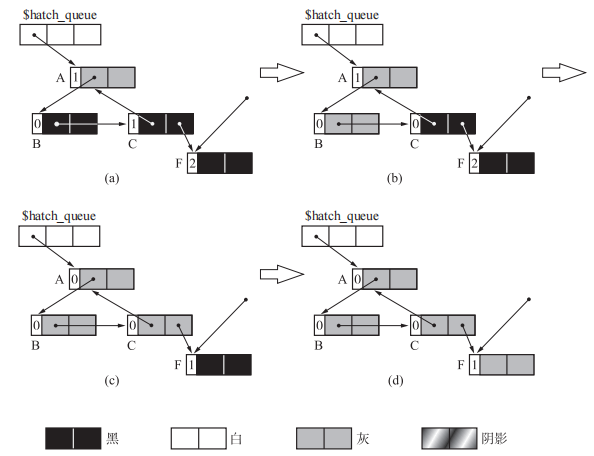 $hatch_queue
$hatch_queue
A 1
A 1
0
1
0
0
B
C
B
C
F 2
F 2
(a)
(b)
$hatch_queue
$hatch_queue
A 0
A 0
0
0
0
0
B
C
B
C
F 1
F 1
(c)
(d)
黑
白
灰
阴影